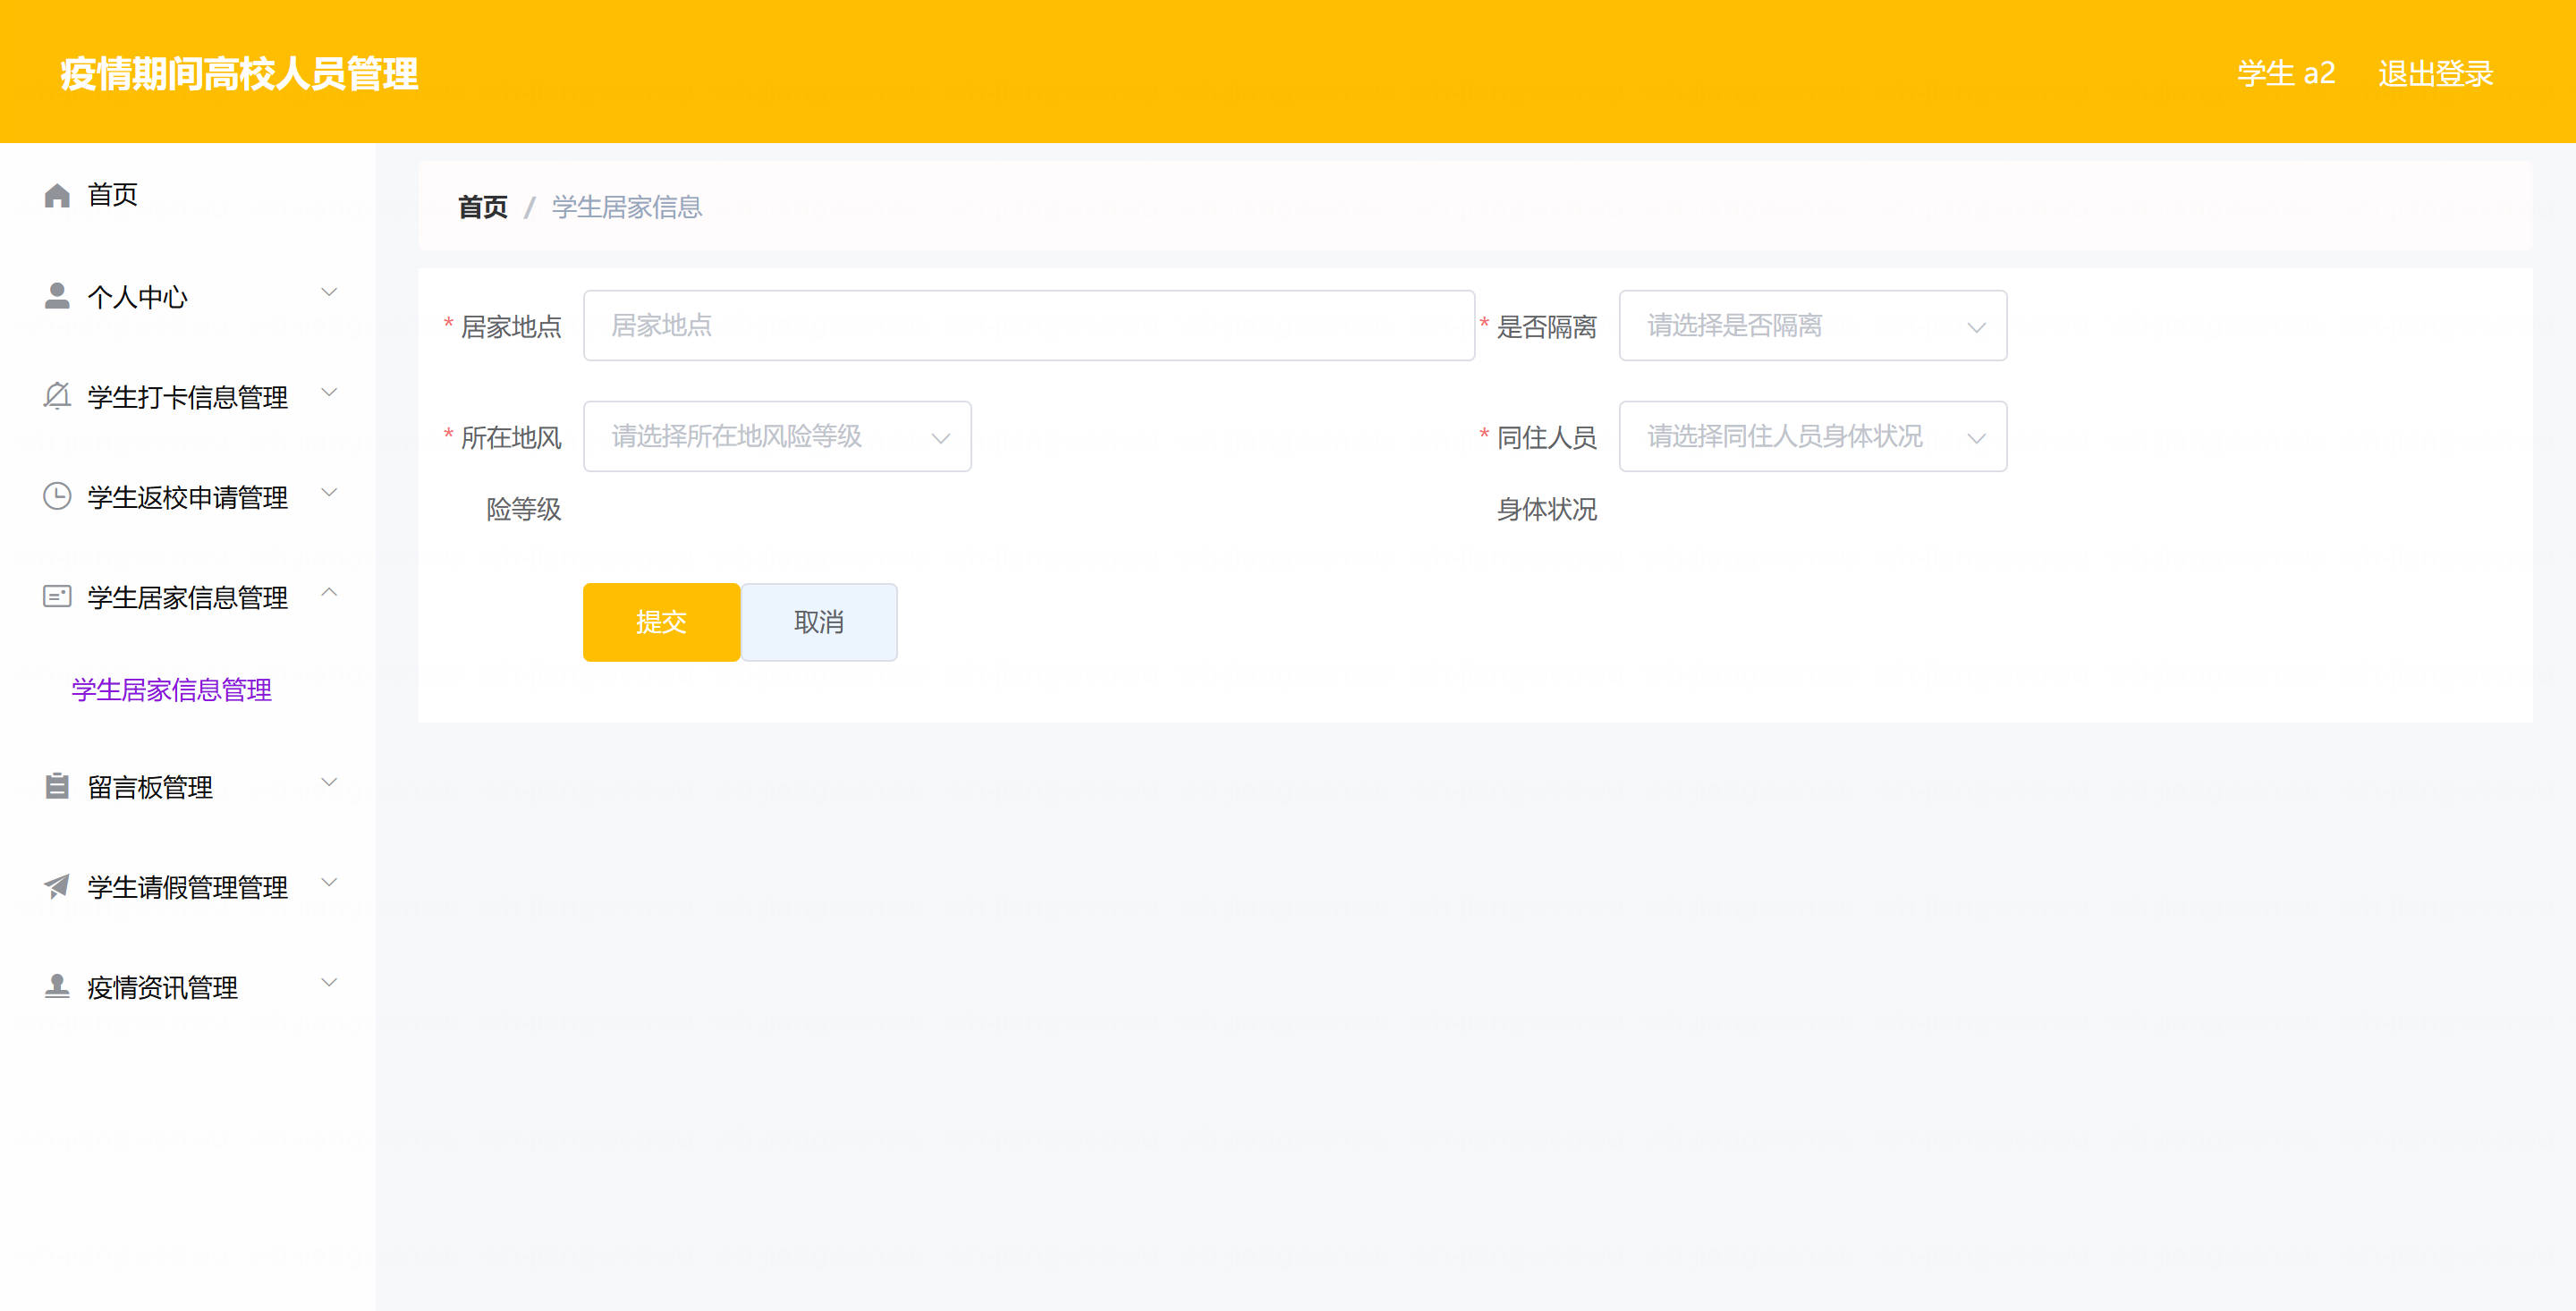 疫情期间高校人员管理
学生 a2
退出登录
首页
个人中心
学生打卡信息管理
学生返校申请管理
学生居家信息管理
学生居家信息管理
留言板管理
学生请假管理管理
疫情资讯管理
首页 / 学生居家信息
* 居家地点
居家地点
* 是否隔离
请选择是否隔离
* 所在地风
险等级
请选择所在地风险等级
* 同住人员
身体状况
请选择同住人员身体状况
提交
取消